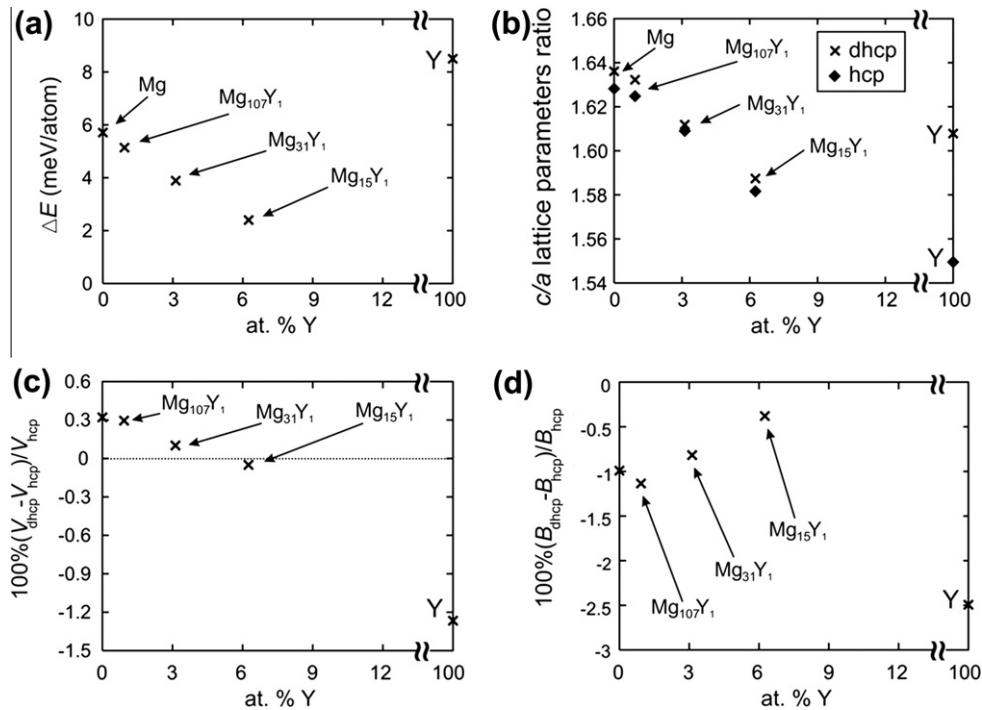 (a)
10
8
6
4
2
0
ΔE (meV/atom)
Mg
Mg107Y1
Mg31Y1
Mg15Y1
Y
0 3 6 9 12 100
at. % Y
(b)
1.66
1.64
1.62
1.60
1.58
1.56
1.54
c/a lattice parameters ratio
dhcp
hcp
Mg
Mg107Y1
Mg31Y1
Mg15Y1
Y
Y
0 3 6 9 12 100
at. % Y
(c)
0.6
0.3
0
-0.3
-0.6
-0.9
-1.2
-1.5
100%(Vdhcp-Vhcp)/Vhcp
Mg107Y1
Mg31Y1
Mg15Y1
Y
0 3 6 9 12 100
at. % Y
(d)
0
-0.5
-1
-1.5
-2
-2.5
-3
100%(Bdhcp-Bhcp)/Bhcp
Mg15Y1
Mg31Y1
Mg107Y1
Y
0 3 6 9 12 100
at. % Y